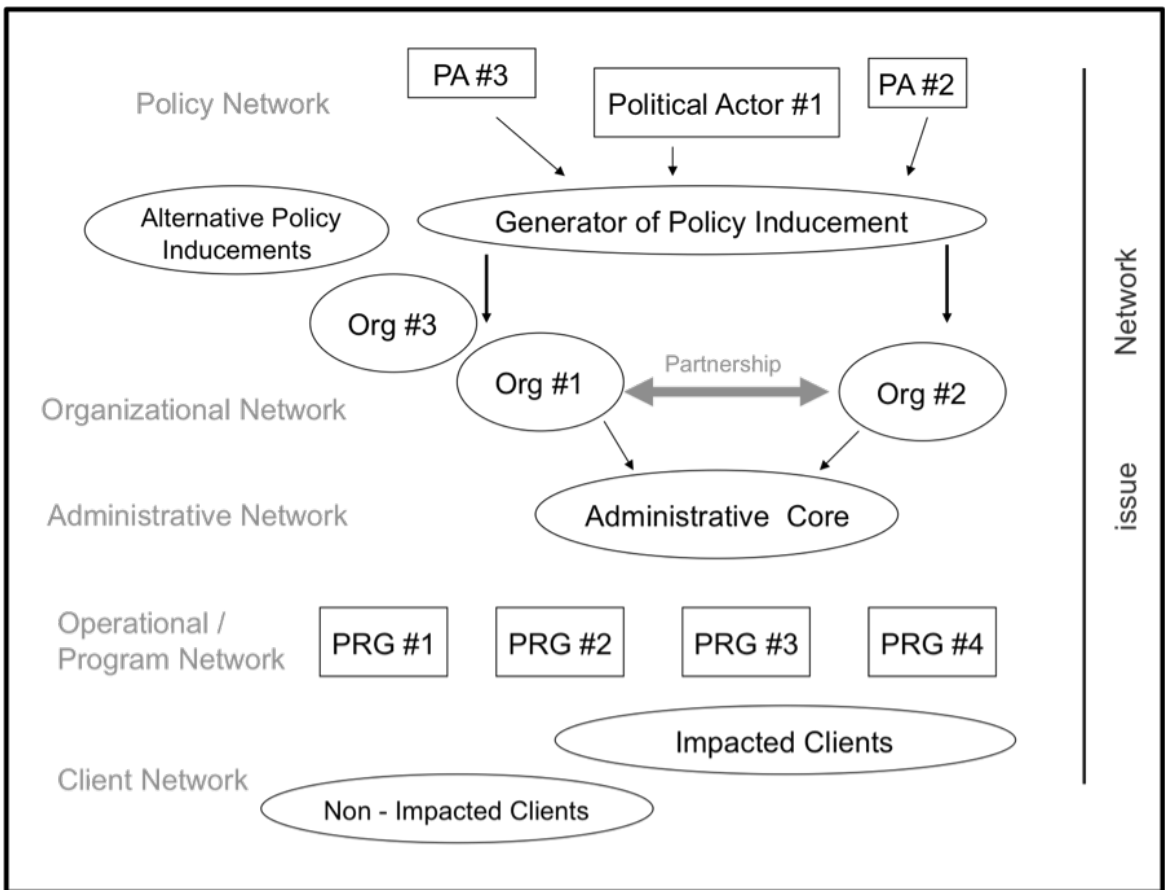 PA #3
Political Actor #1
PA #2
Policy Network
Alternative Policy
Inducements
Generator of Policy Inducement
Org #3
Org #1
Partnership
Org #2
Organizational Network
Administrative Network
Administrative Core
Operational /
Program Network
PRG #1
PRG #2
PRG #3
PRG #4
Impacted Clients
Client Network
Non - Impacted Clients
issue Network